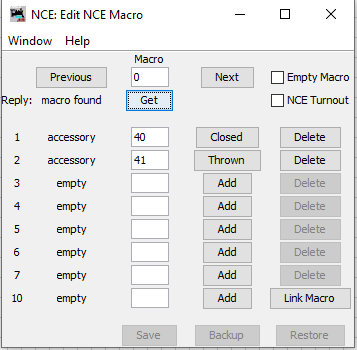 NCE: Edit NCE Macro
Window Help
Macro
Previous 0 Next Empty Macro
Reply: macro found Get NCE Turnout
1 accessory 40 Closed Delete
2 accessory 41 Thrown Delete
3 empty Add Delete
4 empty Add Delete
5 empty Add Delete
6 empty Add Delete
7 empty Add Delete
10 empty Add Link Macro
Save Backup Restore